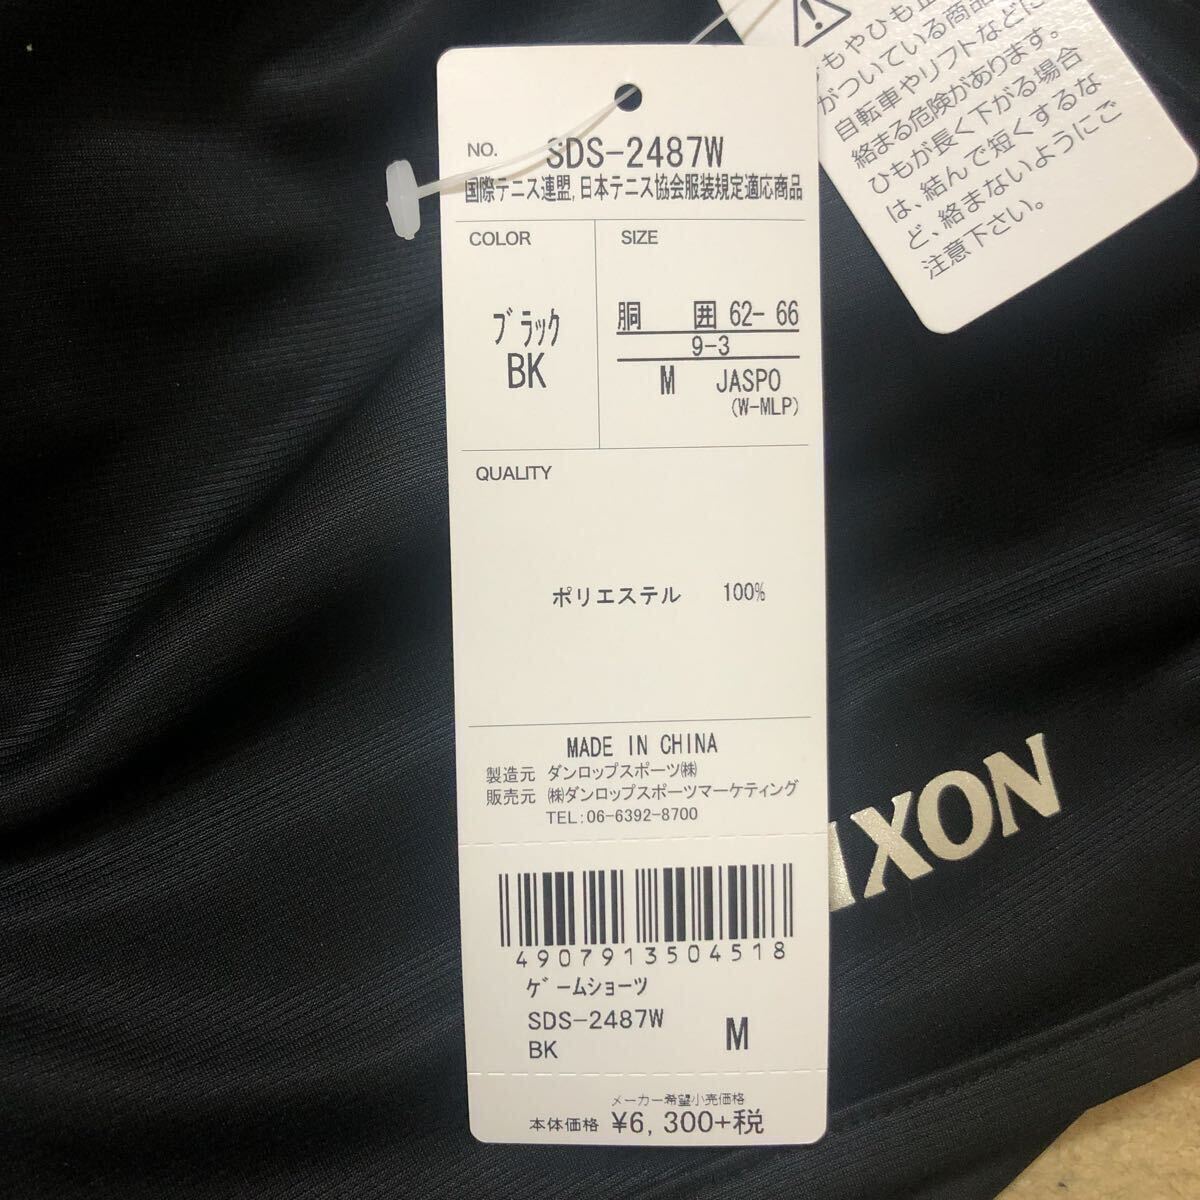 NO. SDS-2487W
国際テニス連盟,日本テニス協会服装規定適応商品
COLOR
ブラック
BK
SIZE
胴 囲 62- 66
9-3
M JASPO
(W-MLP)
QUALITY
ポリエステル 100%
MADE IN CHINA
製造元 ダンロップスポーツ㈱
販売元 ㈱ダンロップスポーツマーケティング
TEL:06-6392-8700
4907913504518
ゲームショーツ
SDS-2487W
BK M
メーカー希望小売価格
本体価格 ¥6,300+税
もやひも
がついている商品
自転車やリフトなどに
絡まる危険があります。
ひもが長く下がる場合
は、結んで短くするな
ど、絡まないようにご
注意下さい。
IXON